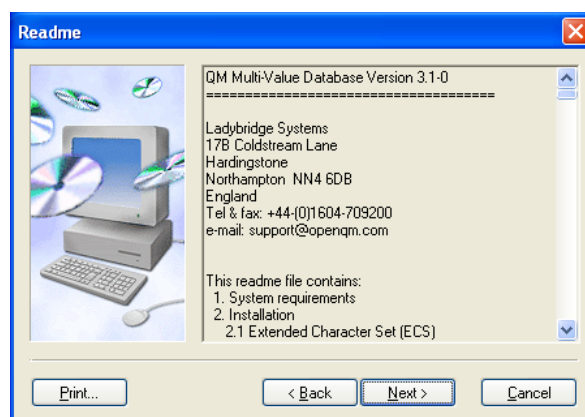 Readme
QM Multi-Value Database Version 3.1-0
=====================================
Ladybridge Systems
17B Coldstream Lane
Hardingstone
Northampton  NN4 6DB
England
Tel & fax: +44-(0)1604-709200
e-mail: support@openqm.com
This readme file contains:
1. System requirements
2. Installation
2.1 Extended Character Set (ECS)
Print...
< Back
Next >
Cancel